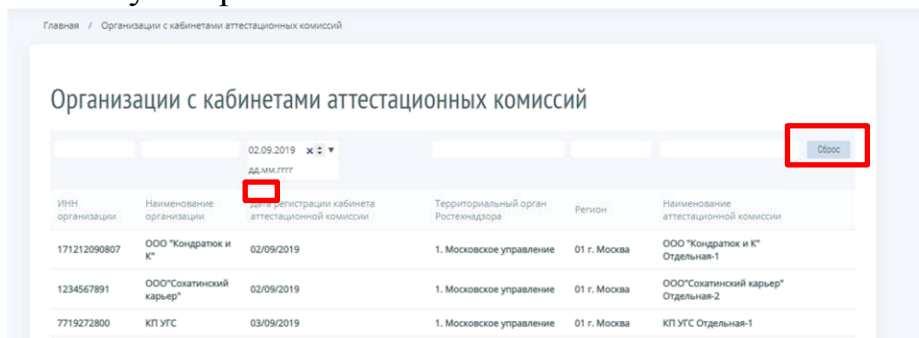 Главная / Организации с кабинетами аттестационных комиссий
Организации с кабинетами аттестационных комиссий
02.09.2019
дд.мм.гггг
Сброс
ИНН организации
Наименование организации
Дата регистрации кабинета аттестационной комиссии
Территориальный орган Ростехнадзора
Регион
Наименование аттестационной комиссии
171212090807
ООО "Кондратюк и К"
02/09/2019
1. Московское управление
01 г. Москва
ООО "Кондратюк и К" Отдельная-1
1234567891
ООО"Сохатинский карьер"
02/09/2019
1. Московское управление
01 г. Москва
ООО"Сохатинский карьер" Отдельная-2
7719272800
КП УГС
03/09/2019
1. Московское управление
01 г. Москва
КП УГС Отдельная-1